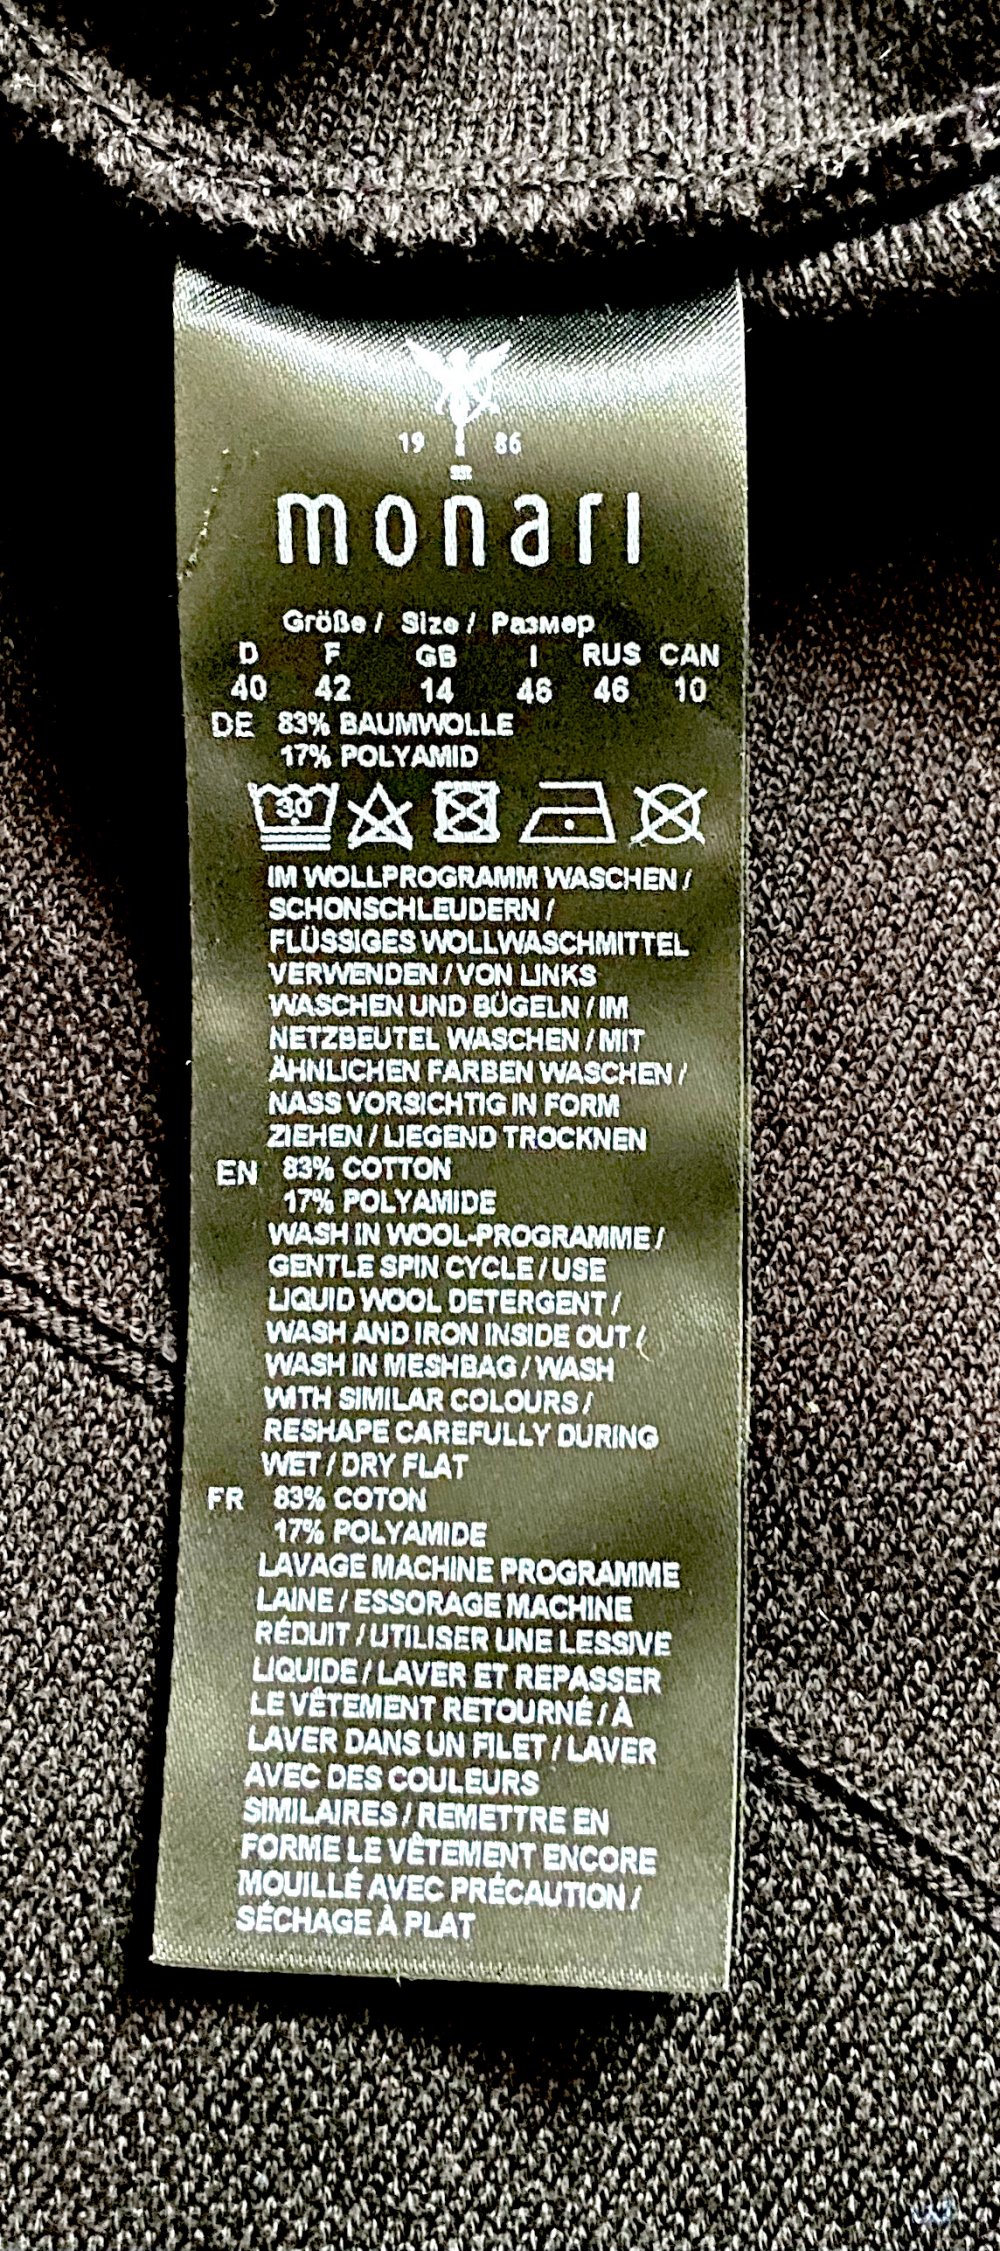 19 86
monari
Größe / Size / Размер
D F GB I RUS CAN
40 42 14 46 46 10
DE 83% BAUMWOLLE
17% POLYAMID
30
IM WOLLPROGRAMM WASCHEN /
SCHONSCHLEUDERN /
FLÜSSIGES WOLLWASCHMITTEL
VERWENDEN / VON LINKS
WASCHEN UND BÜGELN / IM
NETZBEUTEL WASCHEN / MIT
ÄHNLICHEN FARBEN WASCHEN /
NASS VORSICHTIG IN FORM
ZIEHEN / LIEGEND TROCKNEN
EN 83% COTTON
17% POLYAMIDE
WASH IN WOOL-PROGRAMME /
GENTLE SPIN CYCLE / USE
LIQUID WOOL DETERGENT /
WASH AND IRON INSIDE OUT /
WASH IN MESHBAG / WASH
WITH SIMILAR COLOURS /
RESHAPE CAREFULLY DURING
WET / DRY FLAT
FR 83% COTON
17% POLYAMIDE
LAVAGE MACHINE PROGRAMME
LAINE / ESSORAGE MACHINE
RÉDUIT / UTILISER UNE LESSIVE
LIQUIDE / LAVER ET REPASSER
LE VÊTEMENT RETOURNÉ / À
LAVER DANS UN FILET / LAVER
AVEC DES COULEURS
SIMILAIRES / REMETTRE EN
FORME LE VÊTEMENT ENCORE
MOUILLÉ AVEC PRÉCAUTION /
SÉCHAGE À PLAT